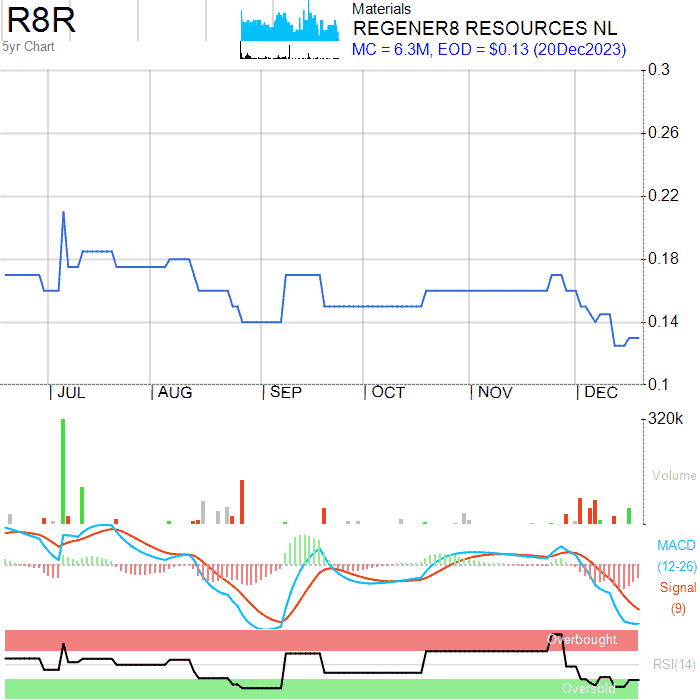 R8R
5yr Chart
Materials
REGENER8 RESOURCES NL
MC = 6.3M, EOD = $0.13 (20Dec2023)
0.3
0.26
0.22
0.18
0.14
0.1
JUL AUG SEP OCT NOV DEC
320k
Volume
MACD
(12-26)
Signal
(9)
Overbought
RSI(14)
Oversold